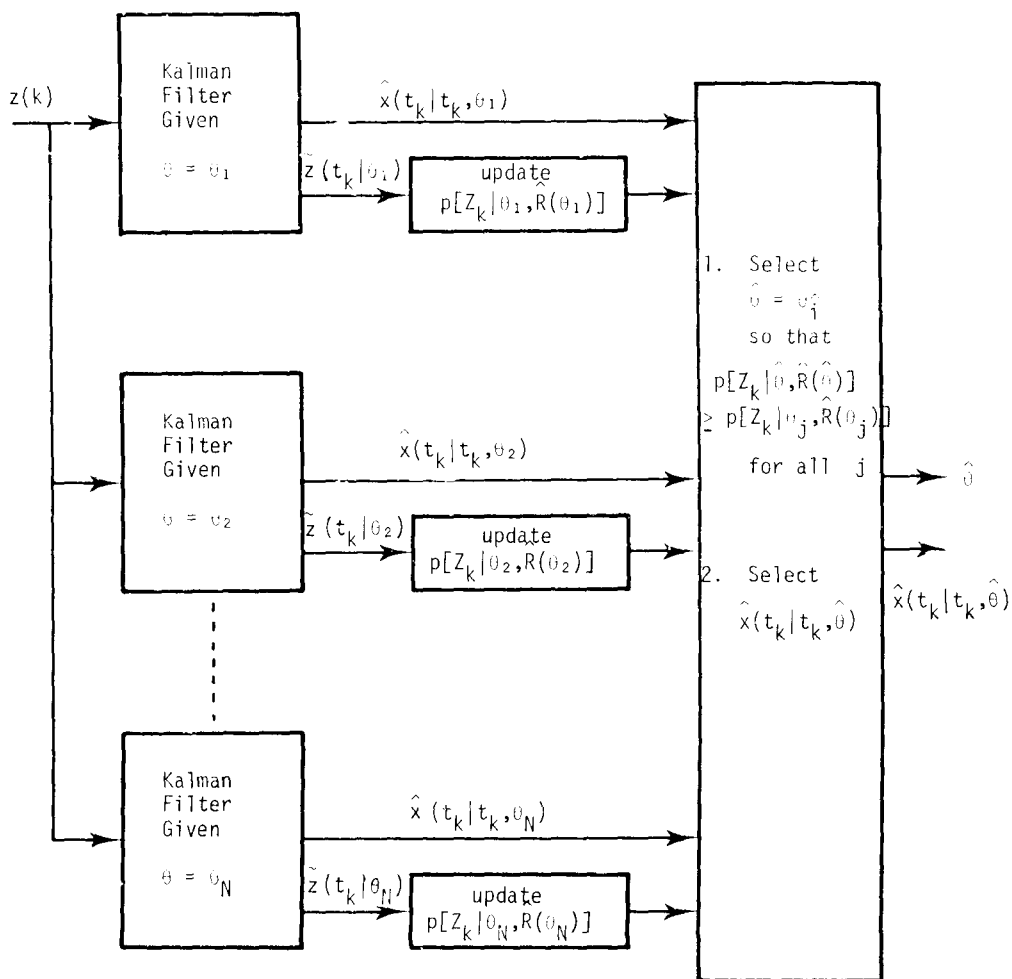 z(k)
Kalman
Filter
Given
θ = θ₁
x̂(t_k|t_k,θ₁)
z̃(t_k|θ₁)
update
p[Z_k|θ₁,R̂(θ₁)]
Kalman
Filter
Given
θ = θ₂
x̂(t_k|t_k,θ₂)
z̃(t_k|θ₂)
update
p[Z_k|θ₂,R̂(θ₂)]
Kalman
Filter
Given
θ = θ_N
x̂(t_k|t_k,θ_N)
z̃(t_k|θ_N)
update
p[Z_k|θ_N,R̂(θ_N)]
1. Select
θ̂ = θ_î
so that
p[Z_k|θ̂,R̂(θ̂)]
≥ p[Z_k|θ_j,R̂(θ_j)]
for all j
2. Select
x̂(t_k|t_k,θ̂)
θ̂
x̂(t_k|t_k,θ̂)